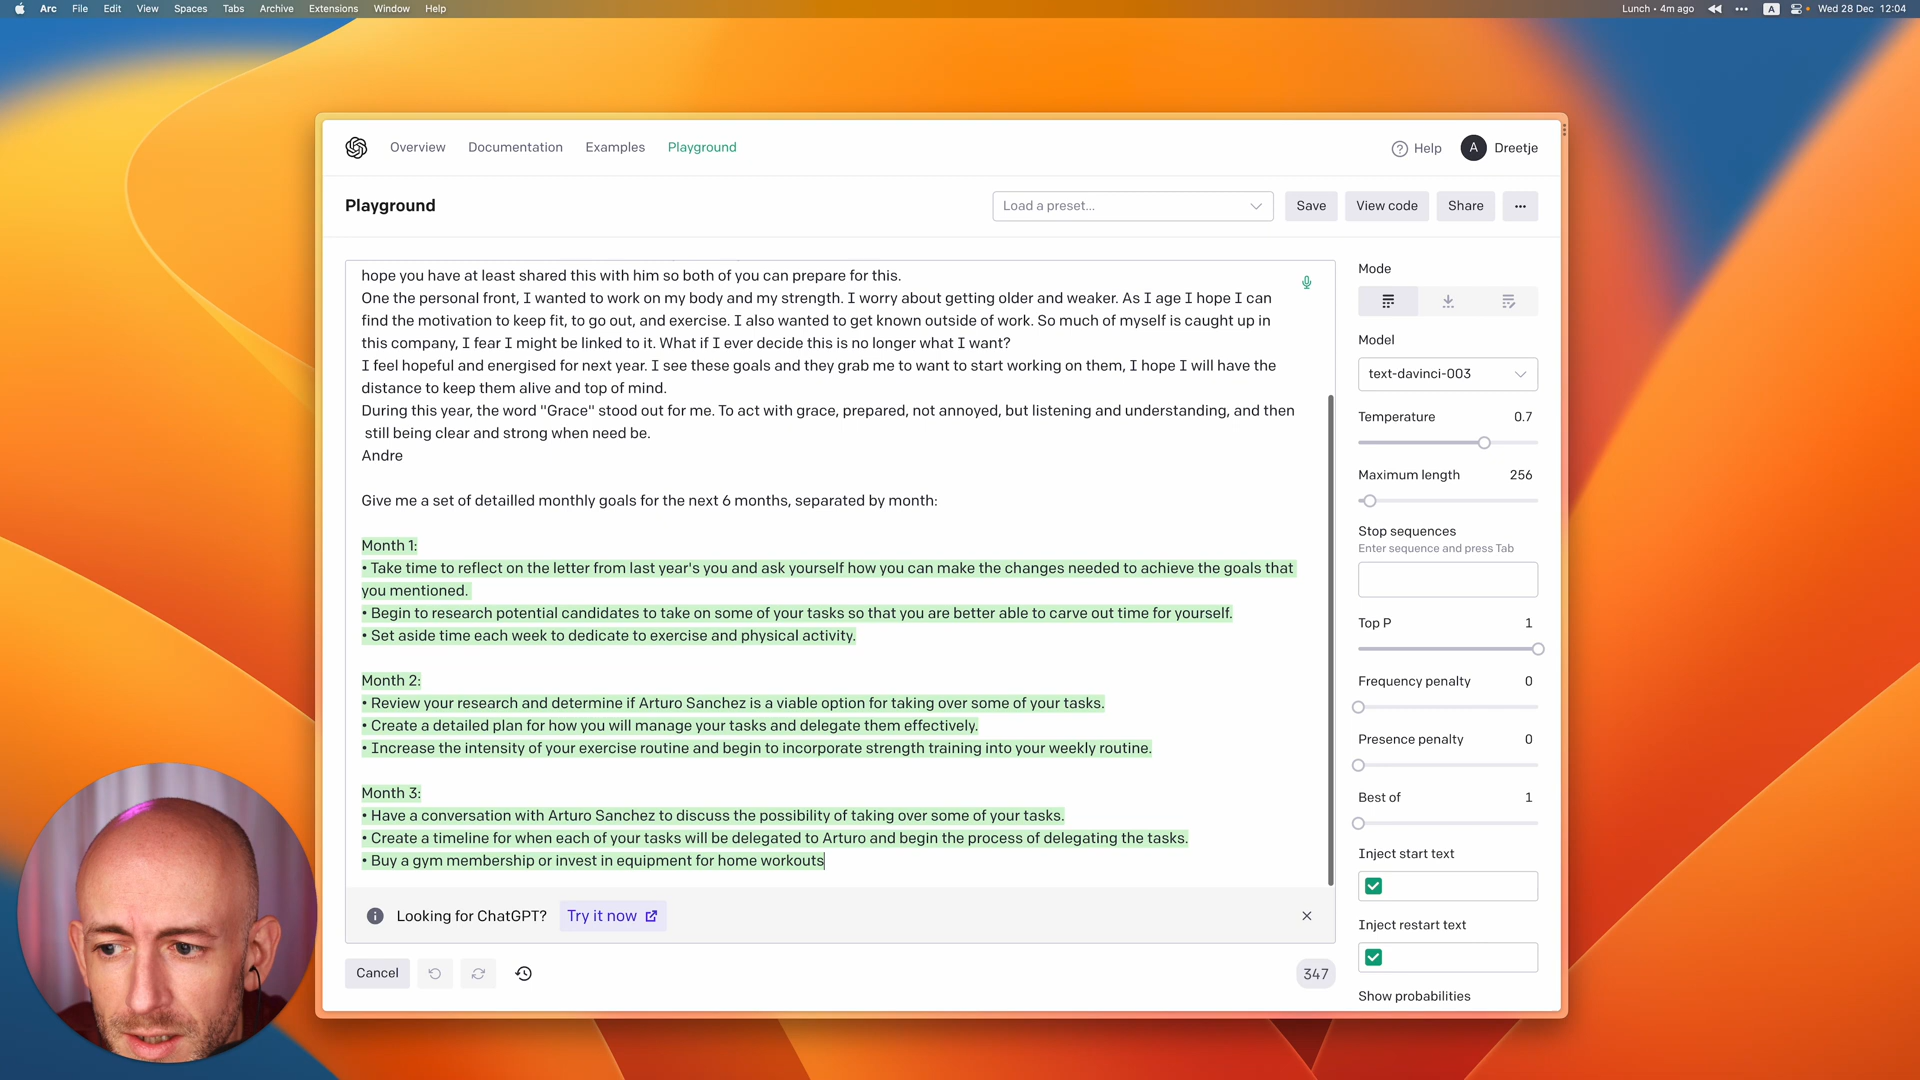 Arc File Edit View Spaces Tabs Archive Extensions Window Help Lunch • 4m ago A Wed 28 Dec 12:04
Overview Documentation Examples Playground Help A Dreetje
Playground Load a preset... Save View code Share ...
hope you have at least shared this with him so both of you can prepare for this.
One the personal front, I wanted to work on my body and my strength. I worry about getting older and weaker. As I age I hope I can
find the motivation to keep fit, to go out, and exercise. I also wanted to get known outside of work. So much of myself is caught up in
this company, I fear I might be linked to it. What if I ever decide this is no longer what I want?
I feel hopeful and energised for next year. I see these goals and they grab me to want to start working on them, I hope I will have the
distance to keep them alive and top of mind.
During this year, the word "Grace" stood out for me. To act with grace, prepared, not annoyed, but listening and understanding, and then
still being clear and strong when need be.
Andre
Give me a set of detailled monthly goals for the next 6 months, separated by month:
Month 1:
• Take time to reflect on the letter from last year's you and ask yourself how you can make the changes needed to achieve the goals that
you mentioned.
• Begin to research potential candidates to take on some of your tasks so that you are better able to carve out time for yourself.
• Set aside time each week to dedicate to exercise and physical activity.
Month 2:
• Review your research and determine if Arturo Sanchez is a viable option for taking over some of your tasks.
• Create a detailed plan for how you will manage your tasks and delegate them effectively.
• Increase the intensity of your exercise routine and begin to incorporate strength training into your weekly routine.
Month 3:
• Have a conversation with Arturo Sanchez to discuss the possibility of taking over some of your tasks.
• Create a timeline for when each of your tasks will be delegated to Arturo and begin the process of delegating the tasks.
• Buy a gym membership or invest in equipment for home workouts
Looking for ChatGPT? Try it now
Cancel 347
Mode
Model
text-davinci-003
Temperature 0.7
Maximum length 256
Stop sequences
Enter sequence and press Tab
Top P 1
Frequency penalty 0
Presence penalty 0
Best of 1
Inject start text
Inject restart text
Show probabilities